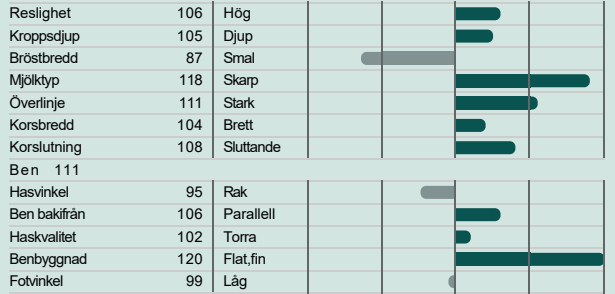 Reslighet 106 Hög
Kroppsdjup 105 Djup
Bröstbredd 87 Smal
Mjölktyp 118 Skarp
Överlinje 111 Stark
Korsbredd 104 Brett
Korslutning 108 Sluttande
Ben 111
Hasvinkel 95 Rak
Ben bakifrån 106 Parallell
Haskvalitet 102 Torra
Benbyggnad 120 Flat,fin
Fotvinkel 99 Låg